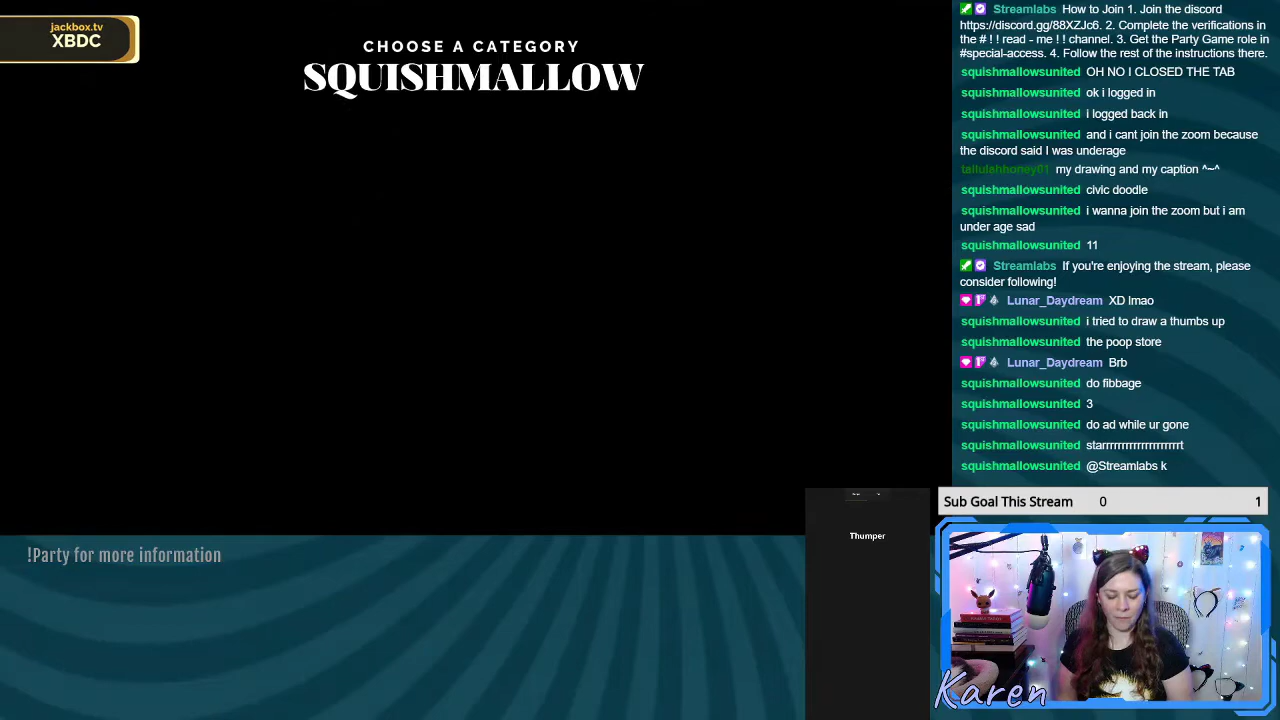 jackbox.tv
XBDC
CHOOSE A CATEGORY
SQUISHMALLOW
Streamlabs How to Join 1. Join the discord
https://discord.gg/88XZJc6. 2. Complete the verifications in
the # ! ! read - me ! ! channel. 3. Get the Party Game role in
#special-access. 4. Follow the rest of the instructions there.
squishmallowsunited OH NO I CLOSED THE TAB
squishmallowsunited ok i logged in
squishmallowsunited i logged back in
squishmallowsunited and i cant join the zoom because
the discord said I was underage
tallulahhoney01 my drawing and my caption ^~^
squishmallowsunited civic doodle
squishmallowsunited i wanna join the zoom but i am
under age sad
squishmallowsunited 11
Streamlabs If you're enjoying the stream, please
consider following!
Lunar_Daydream XD lmao
squishmallowsunited i tried to draw a thumbs up
squishmallowsunited the poop store
Lunar_Daydream Brb
squishmallowsunited do fibbage
squishmallowsunited 3
squishmallowsunited do ad while ur gone
squishmallowsunited starrrrrrrrrrrrrrrrrrt
squishmallowsunited @Streamlabs k
Sub Goal This Stream 0 1
Thumper
!Party for more information
Karen